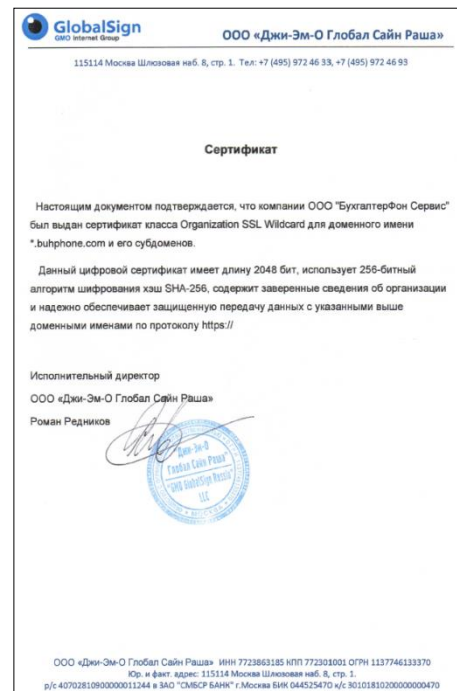 GlobalSign
GMO Internet Group
ООО «Джи-Эм-О Глобал Сайн Раша»
115114 Москва Шлюзовая наб. 8, стр. 1. Тел: +7 (495) 972 46 33, +7 (495) 972 46 93
Сертификат
Настоящим документом подтверждается, что компании ООО "БухгалтерФон Сервис"
был выдан сертификат класса Organization SSL Wildcard для доменного имени
*.buhphone.com и его субдоменов.
Данный цифровой сертификат имеет длину 2048 бит, использует 256-битный
алгоритм шифрования хэш SHA-256, содержит заверенные сведения об организации
и надежно обеспечивает защищенную передачу данных с указанными выше
доменными именами по протоколу https://
Исполнительный директор
ООО «Джи-Эм-О Глобал Сайн Раша»
Роман Редников
Джи-Эм-О
Глобал Сайн Раша"
"GMO GlobalSign Russia"
LLC
МОСКВА
ООО «Джи-Эм-О Глобал Сайн Раша» ИНН 7723863185 КПП 772301001 ОГРН 1137746133370
Юр. и факт. адрес: 115114 Москва Шлюзовая наб. 8, стр. 1.
р/с 40702810900000011244 в ЗАО "СМБСР БАНК" г.Москва БИК 044525470 к/с 30101810200000000470